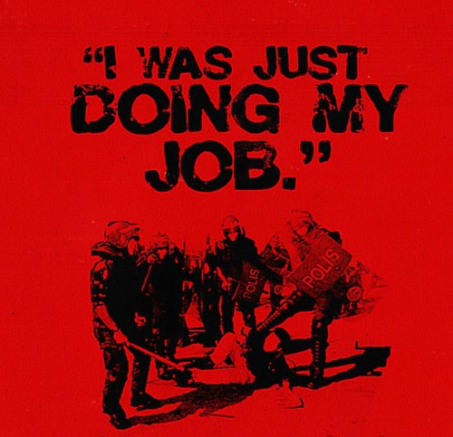 “I WAS JUST
DOING MY
JOB.”
POLIS
POLIS